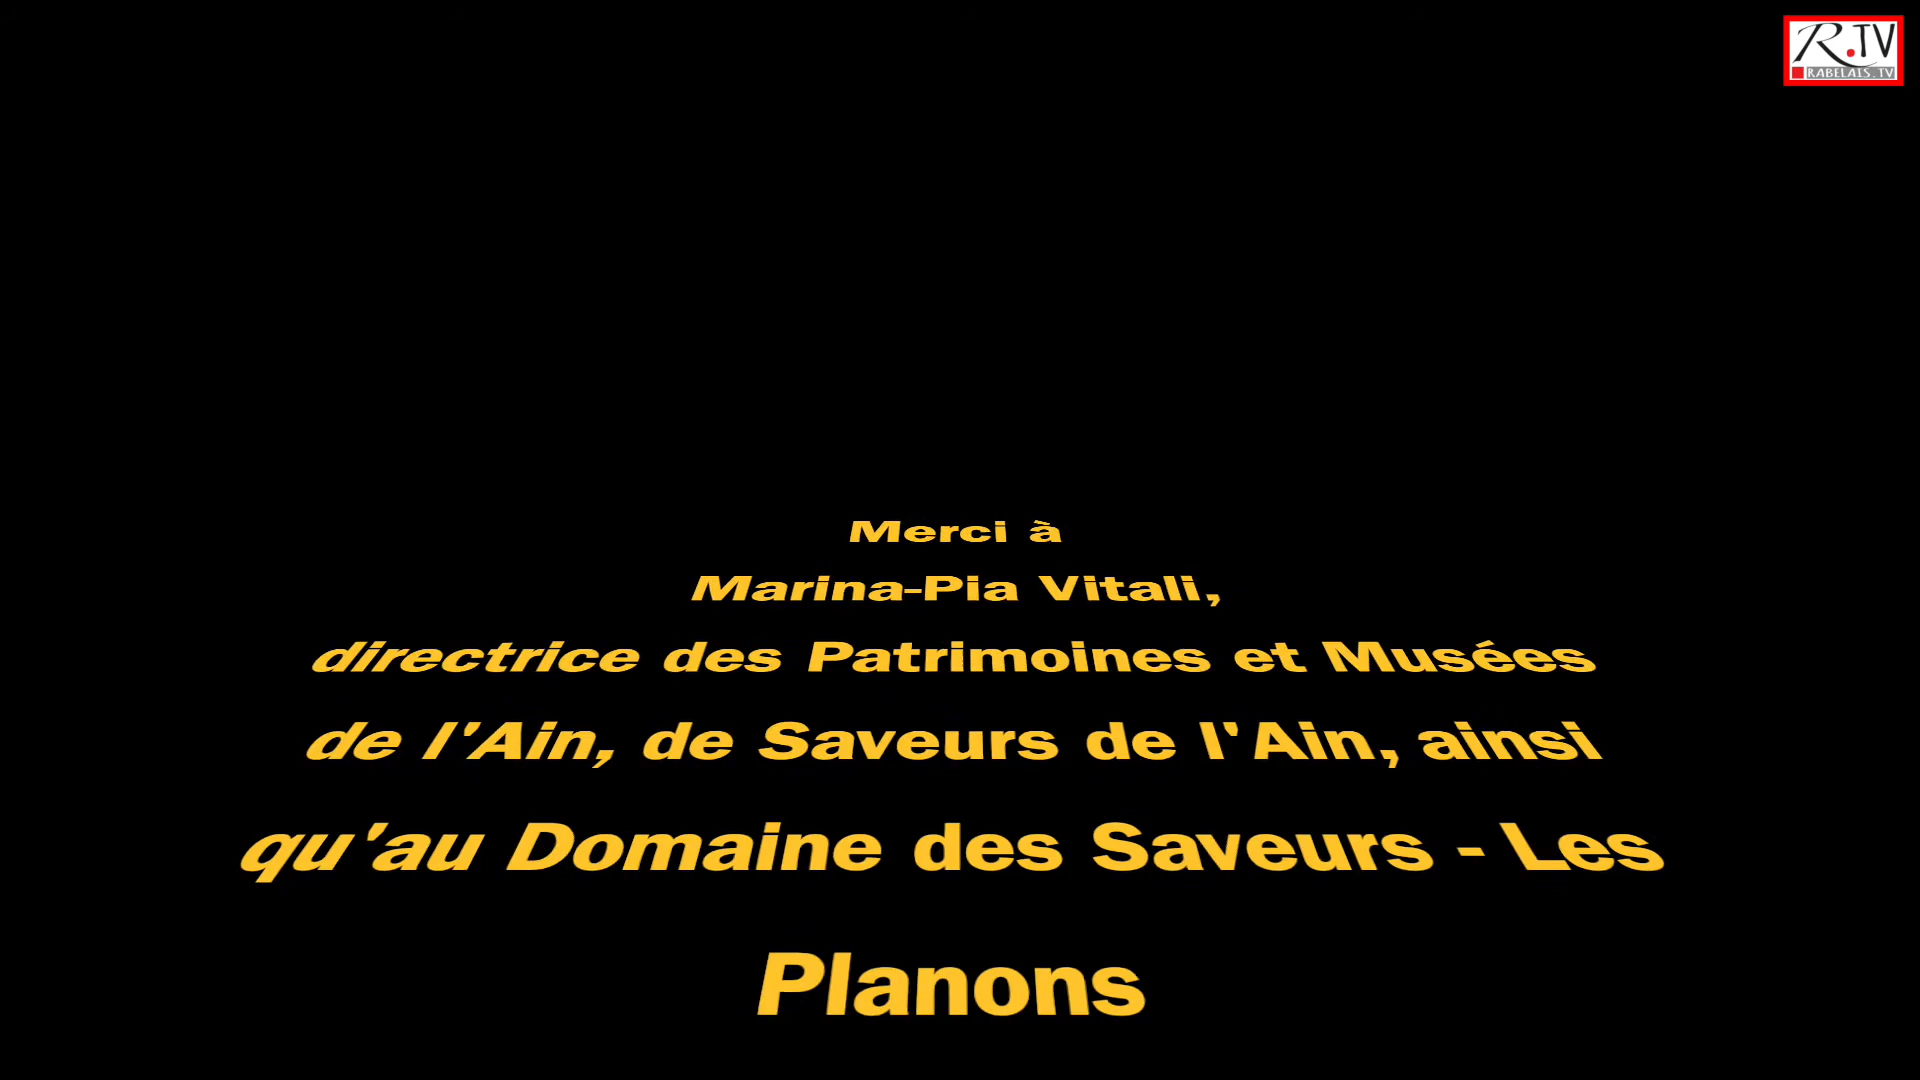 R.TV
RABELAIS.TV
Merci à
Marina-Pia Vitali,
directrice des Patrimoines et Musées
de l'Ain, de Saveurs de l'Ain, ainsi
qu'au Domaine des Saveurs - Les
Planons